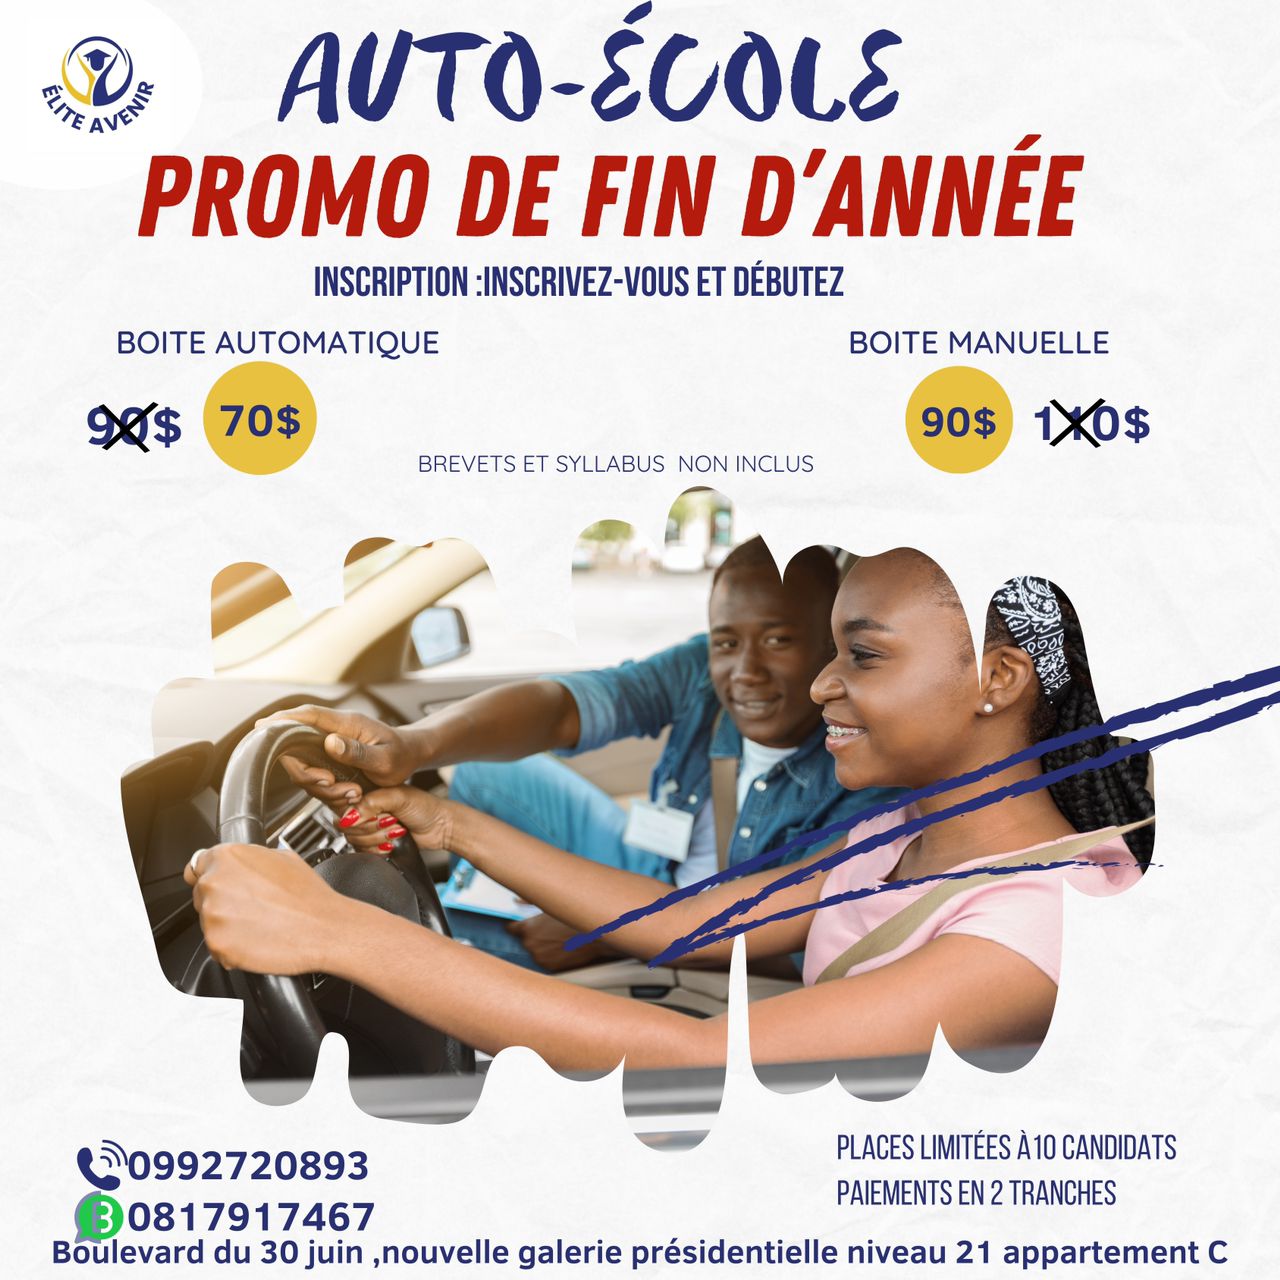 ÉLITE AVENIR
AUTO-ÉCOLE
PROMO DE FIN D'ANNÉE
INSCRIPTION :INSCRIVEZ-VOUS ET DÉBUTEZ
BOITE AUTOMATIQUE
BOITE MANUELLE
90$ 70$
90$ 110$
BREVETS ET SYLLABUS NON INCLUS
PLACES LIMITÉES À 10 CANDIDATS
PAIEMENTS EN 2 TRANCHES
0992720893
B 0817917467
Boulevard du 30 juin ,nouvelle galerie présidentielle niveau 21 appartement C